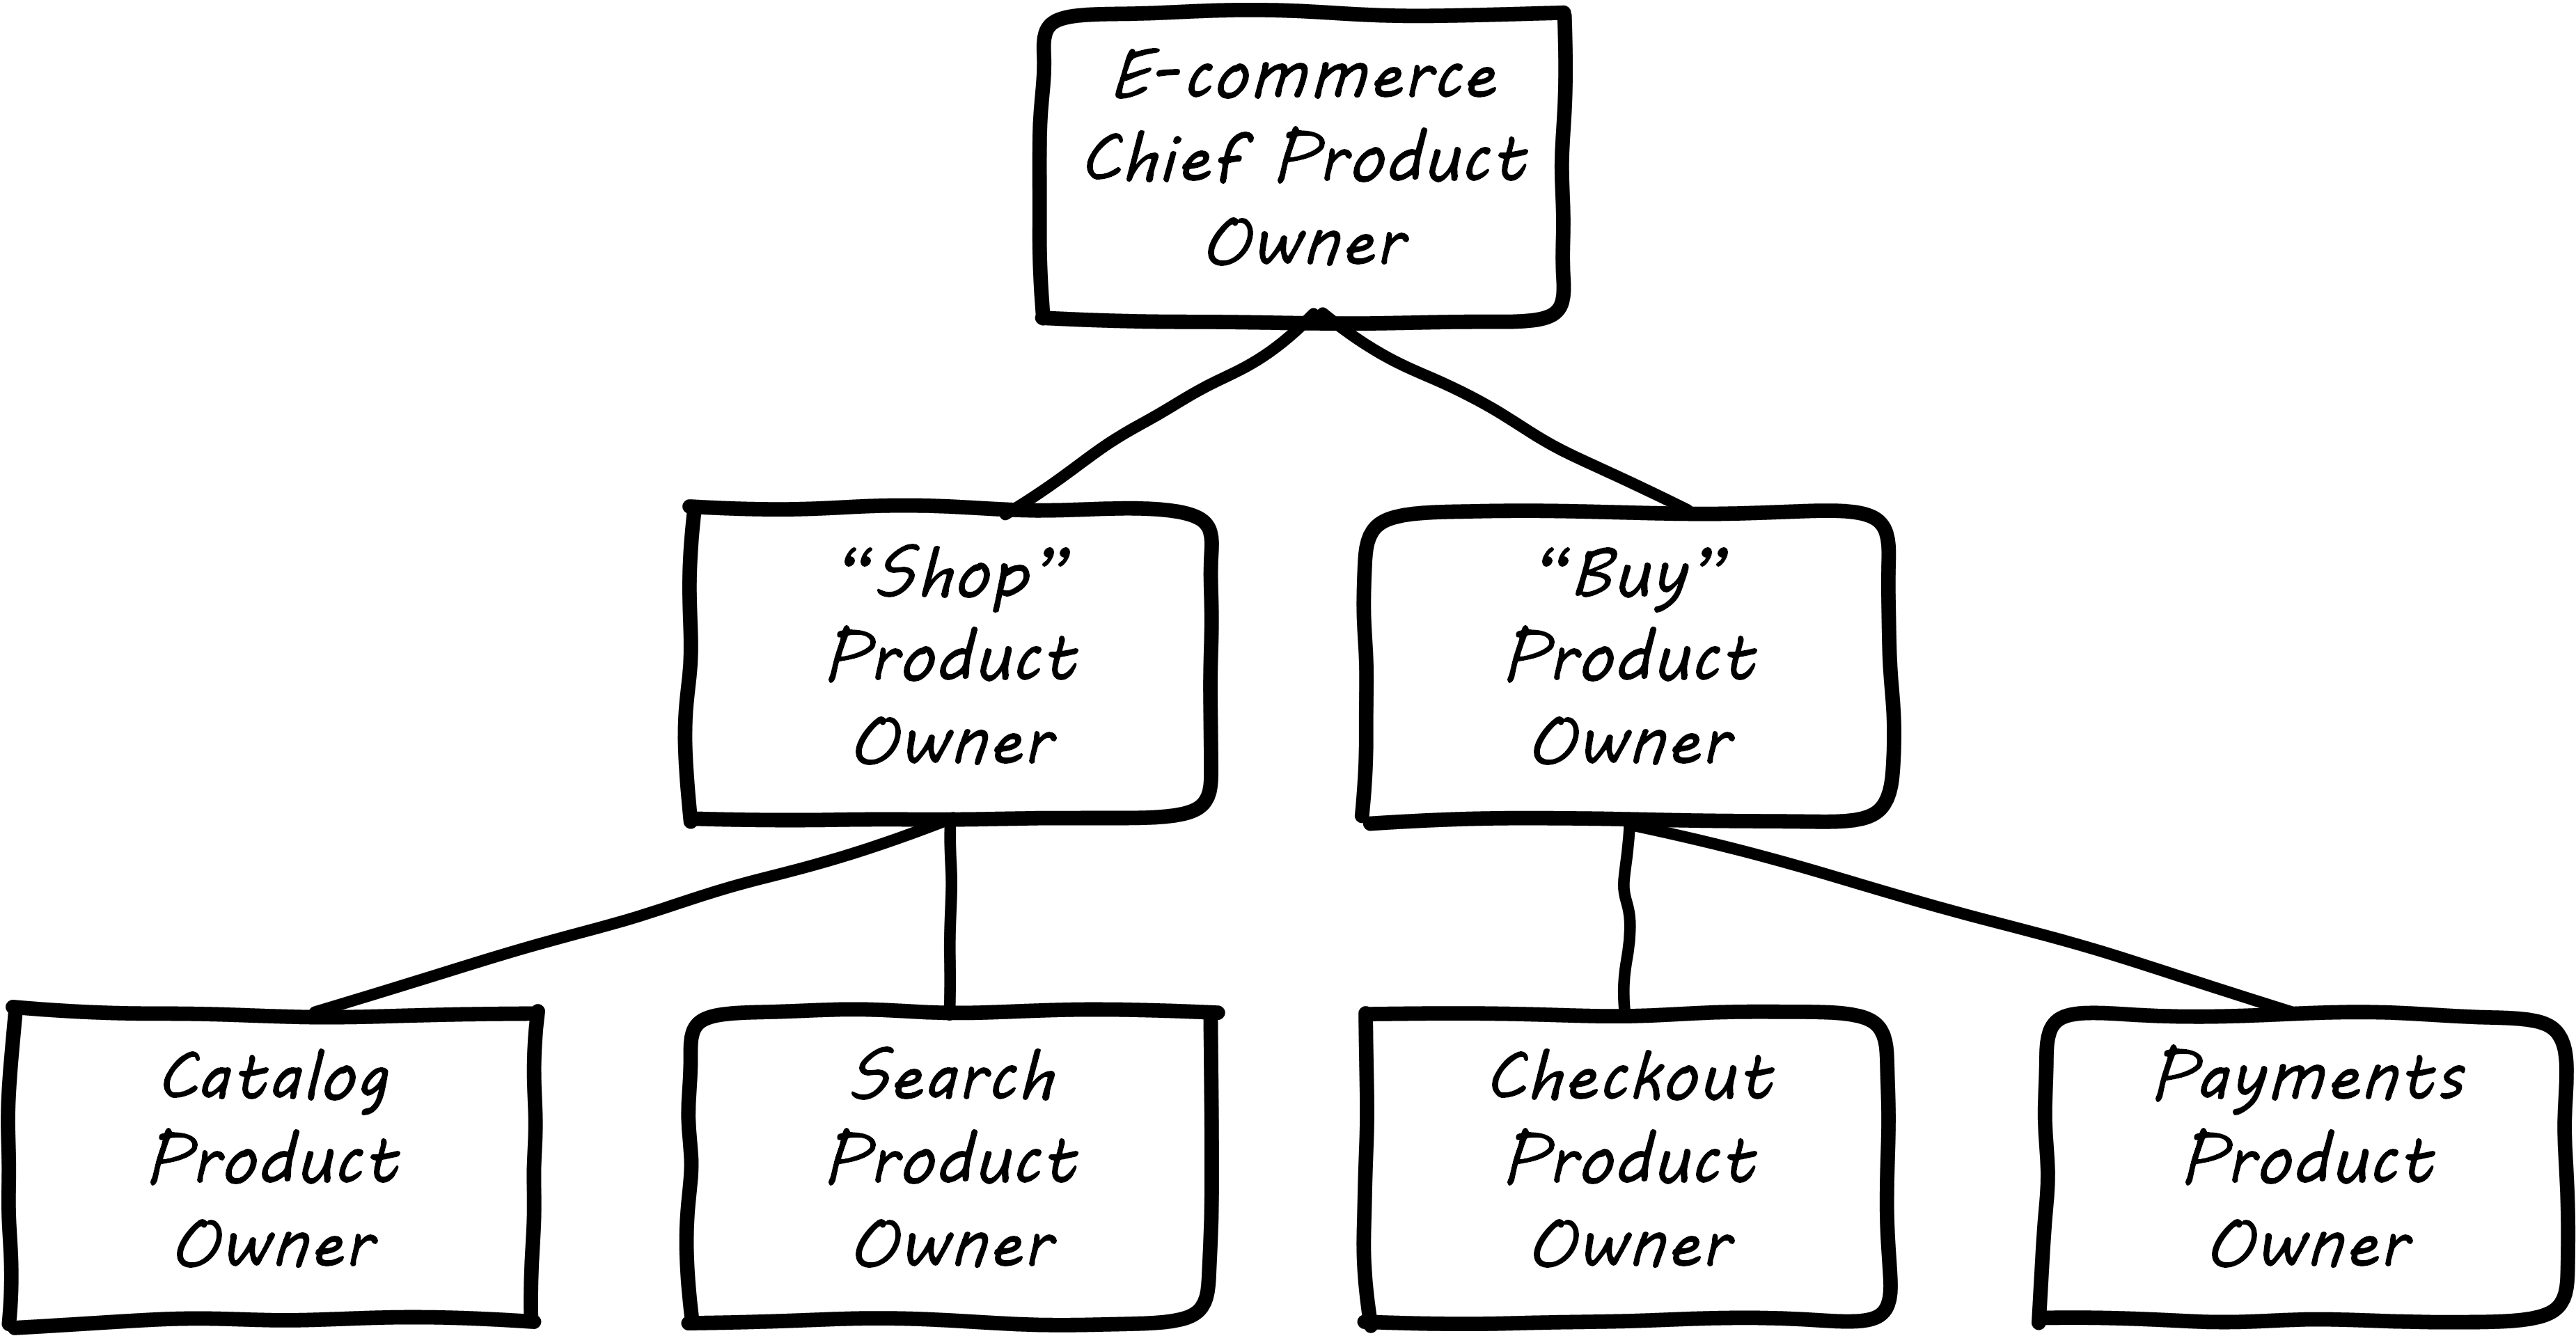 E-commerce
Chief Product
Owner
“Shop”
Product
Owner
“Buy”
Product
Owner
Catalog
Product
Owner
Search
Product
Owner
Checkout
Product
Owner
Payments
Product
Owner